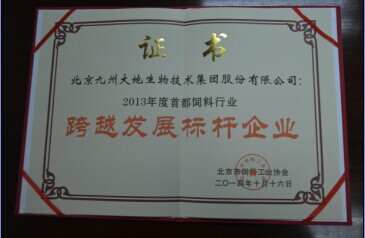 证书
北京九州大地生物技术集团股份有限公司：
2013年度首都饲料行业
跨越发展标杆企业
北京市饲料工业协会
二〇一四年十月十六日